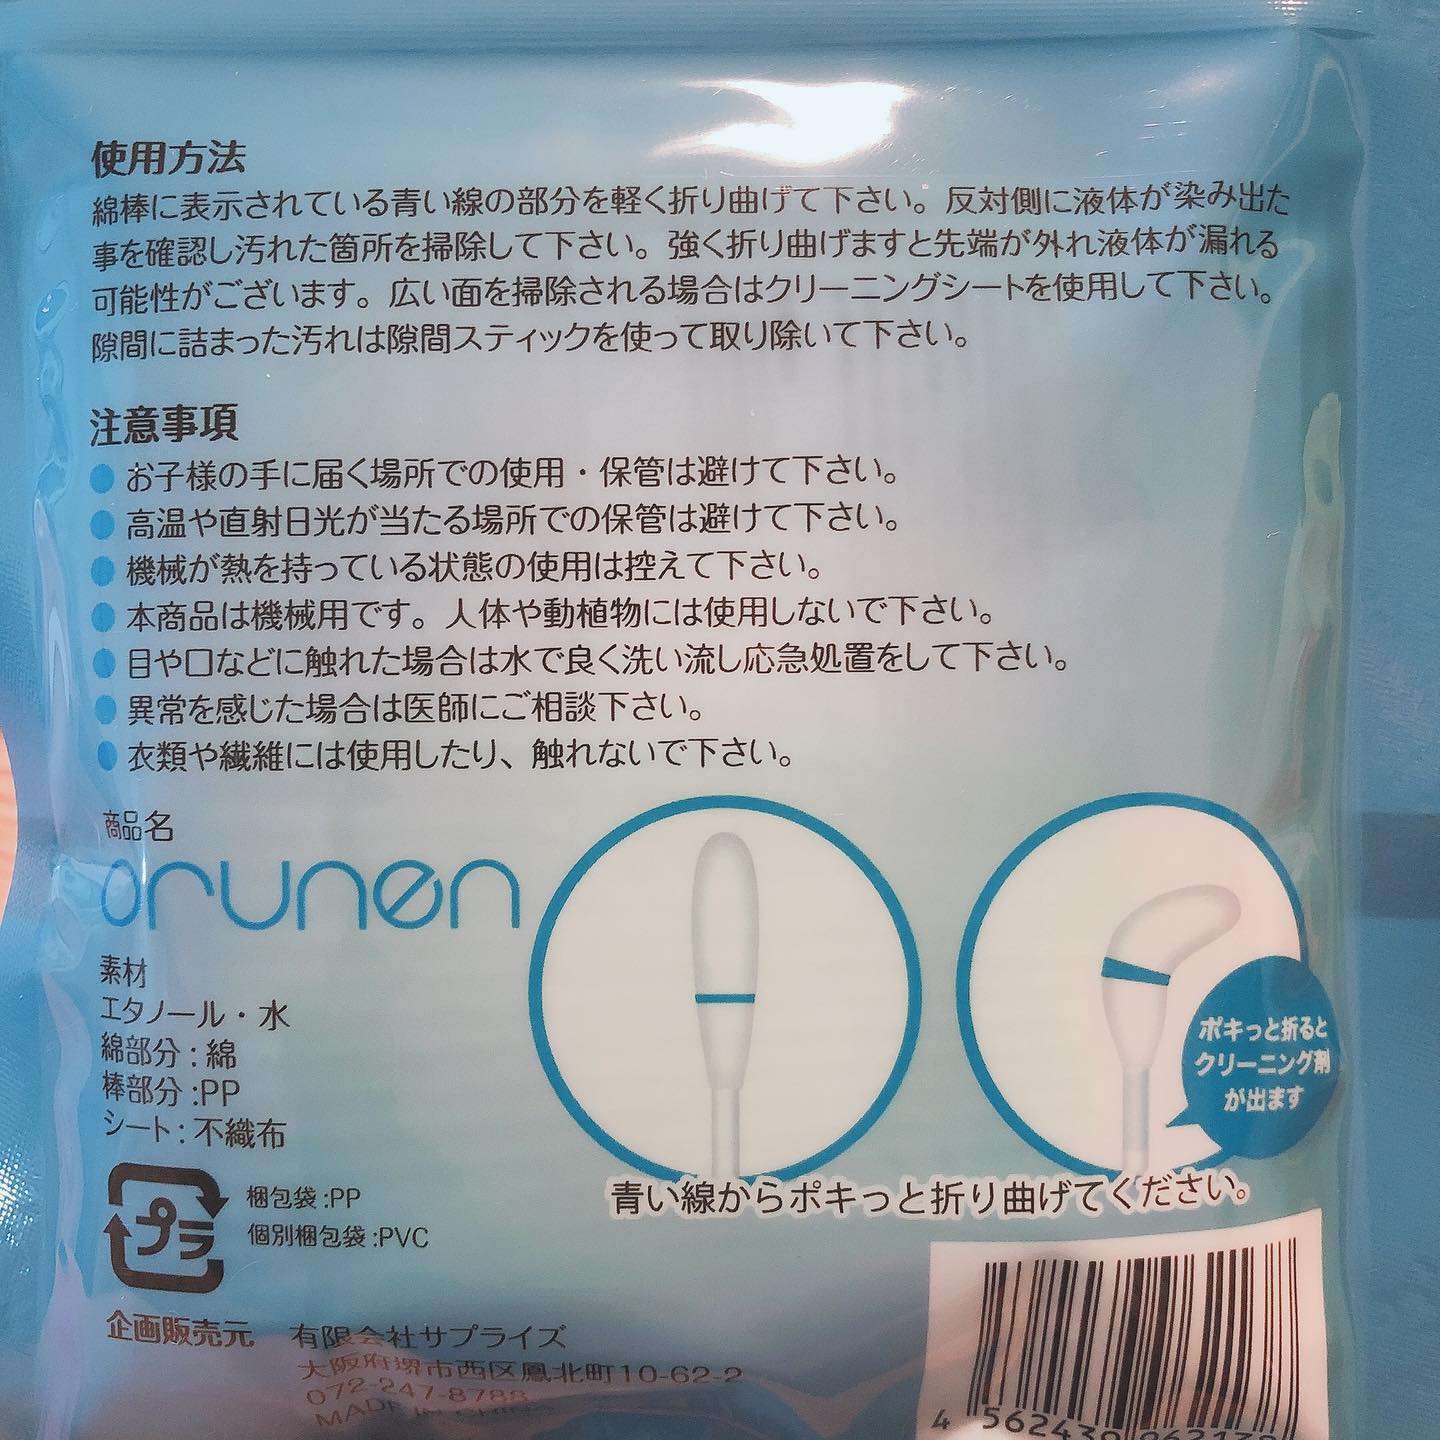 使用方法
綿棒に表示されている青い線の部分を軽く折り曲げて下さい。反対側に液体が染み出た
事を確認し汚れた箇所を掃除して下さい。強く折り曲げますと先端が外れ液体が漏れる
可能性がございます。広い面を掃除される場合はクリーニングシートを使用して下さい。
隙間に詰まった汚れは隙間スティックを使って取り除いて下さい。
注意事項
● お子様の手に届く場所での使用・保管は避けて下さい。
● 高温や直射日光が当たる場所での保管は避けて下さい。
● 機械が熱を持っている状態の使用は控えて下さい。
● 本商品は機械用です。人体や動植物には使用しないで下さい。
● 目や口などに触れた場合は水で良く洗い流し応急処置をして下さい。
● 異常を感じた場合は医師にご相談下さい。
● 衣類や繊維には使用したり、触れないで下さい。
商品名
orunen
素材
エタノール・水
綿部分：綿
棒部分：PP
シート：不織布
ポキっと折ると
クリーニング剤
が出ます
青い線からポキっと折り曲げてください。
プラ
梱包袋：PP
個別梱包袋：PVC
企画販売元 有限会社サプライズ
大阪府堺市西区鳳北町10-62-2
072-247-8788
MADE IN CHINA
4 562430